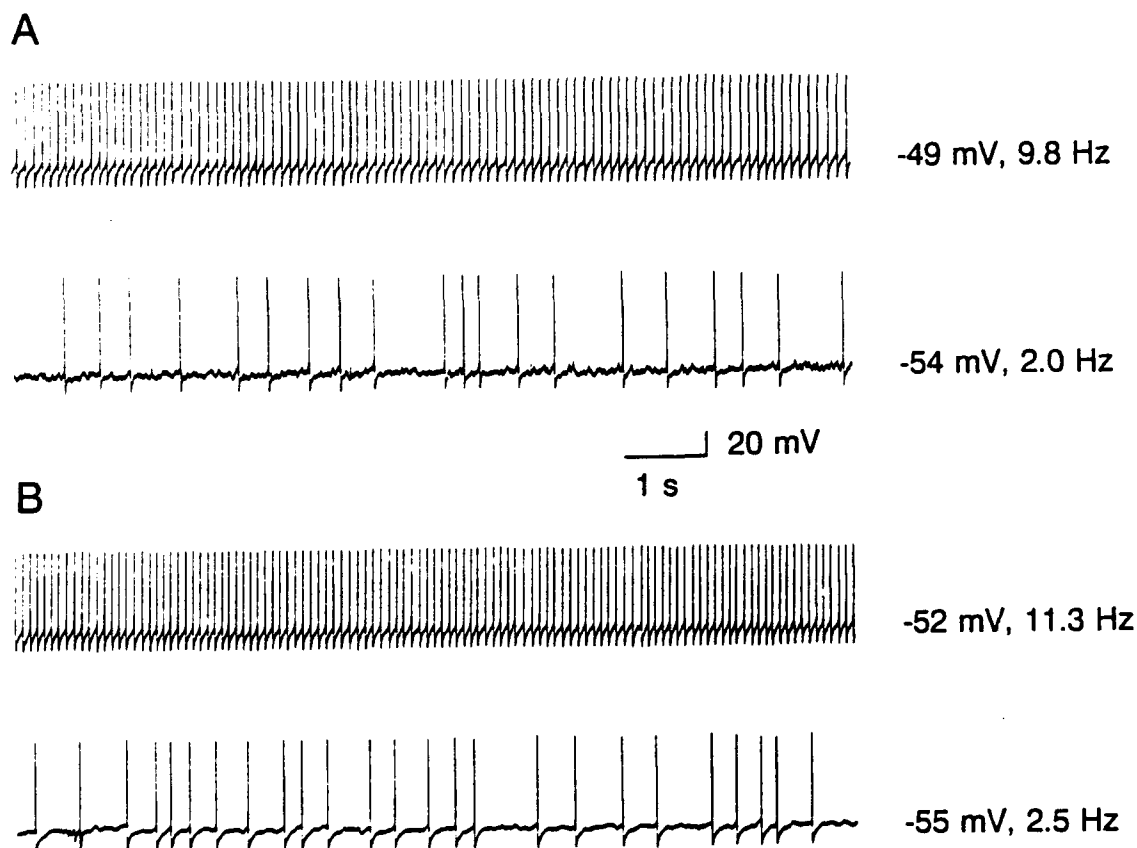 A
-49 mV, 9.8 Hz
-54 mV, 2.0 Hz
20 mV
1 s
B
-52 mV, 11.3 Hz
-55 mV, 2.5 Hz